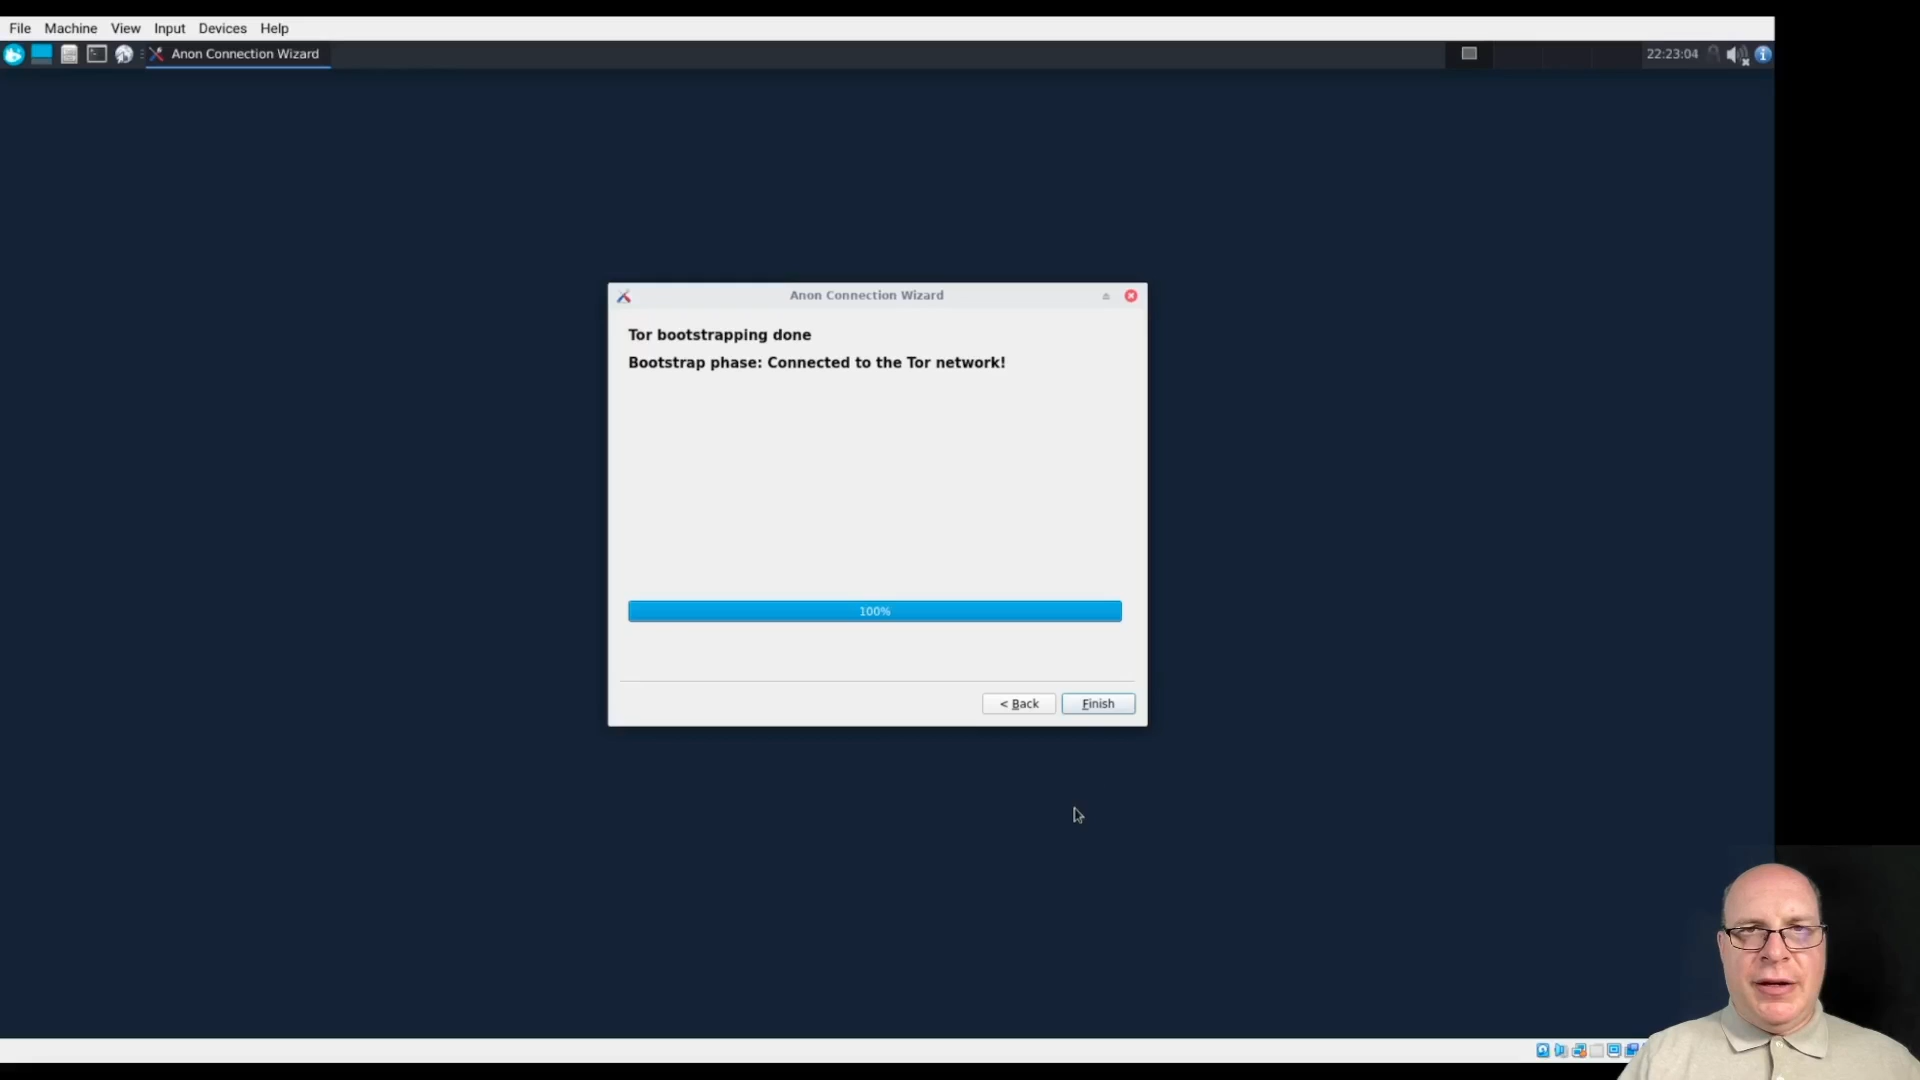 File Machine View Input Devices Help
Anon Connection Wizard
22:23:04
Anon Connection Wizard
Tor bootstrapping done
Bootstrap phase: Connected to the Tor network!
100%
< Back Finish